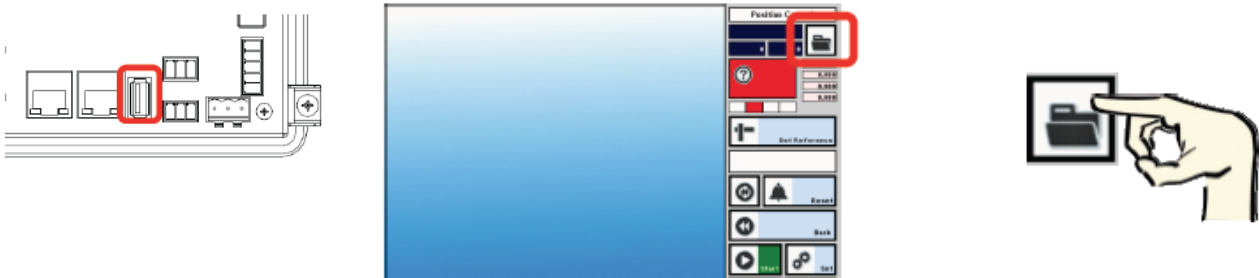 Position C
?
0.000
0.000
0.000
Set Reference
Reset
Back
Start
Set